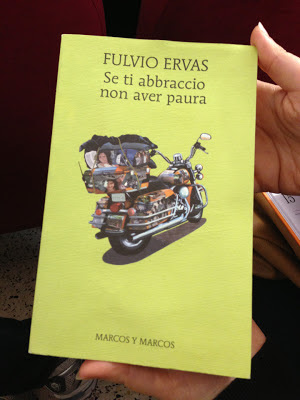 FULVIO ERVAS
Se ti abbraccio
non aver paura
MARCOS Y MARCOS